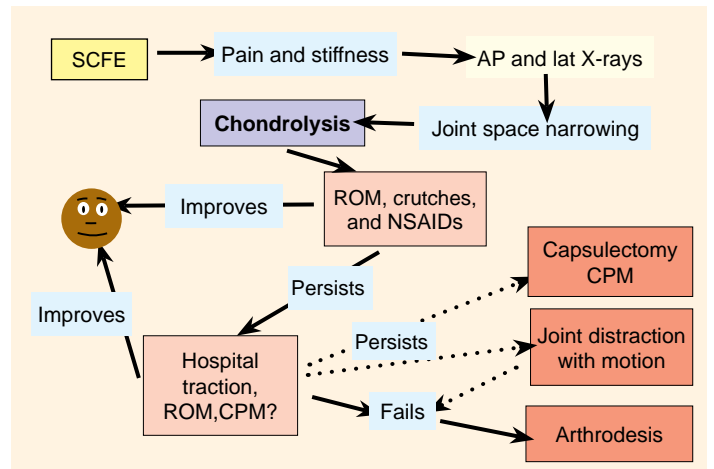 SCFE
Pain and stiffness
AP and lat X-rays
Chondrolysis
Joint space narrowing
Improves
ROM, crutches,
and NSAIDs
Capsulectomy
CPM
Persists
Improves
Persists
Joint distraction
with motion
Hospital
traction,
ROM,CPM?
Fails
Arthrodesis